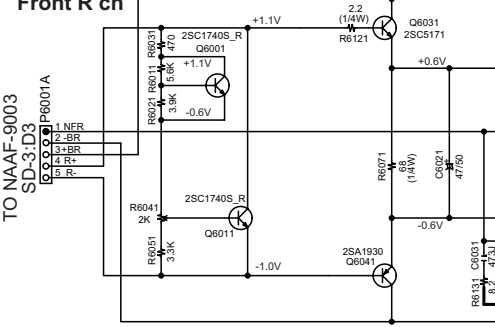 Front R ch
+1.1V
2.2
(1/4W)
R6121
Q6031
2SC5171
R6031
470
2SC1740S_R
Q6001
R6011
5.6K
+1.1V
+0.6V
R6021
3.9K
-0.6V
TO NAAF-9003
SD-3:D3
P6001A
1 NFR
2 -BR
3 +BR
4 R+
5 R-
R6071
68
(1/4W)
C6021
47/50
R6041
2K
2SC1740S_R
Q6011
-0.6V
R6051
3.3K
-1.0V
2SA1930
Q6041
C6031
473J
R6131
8.2